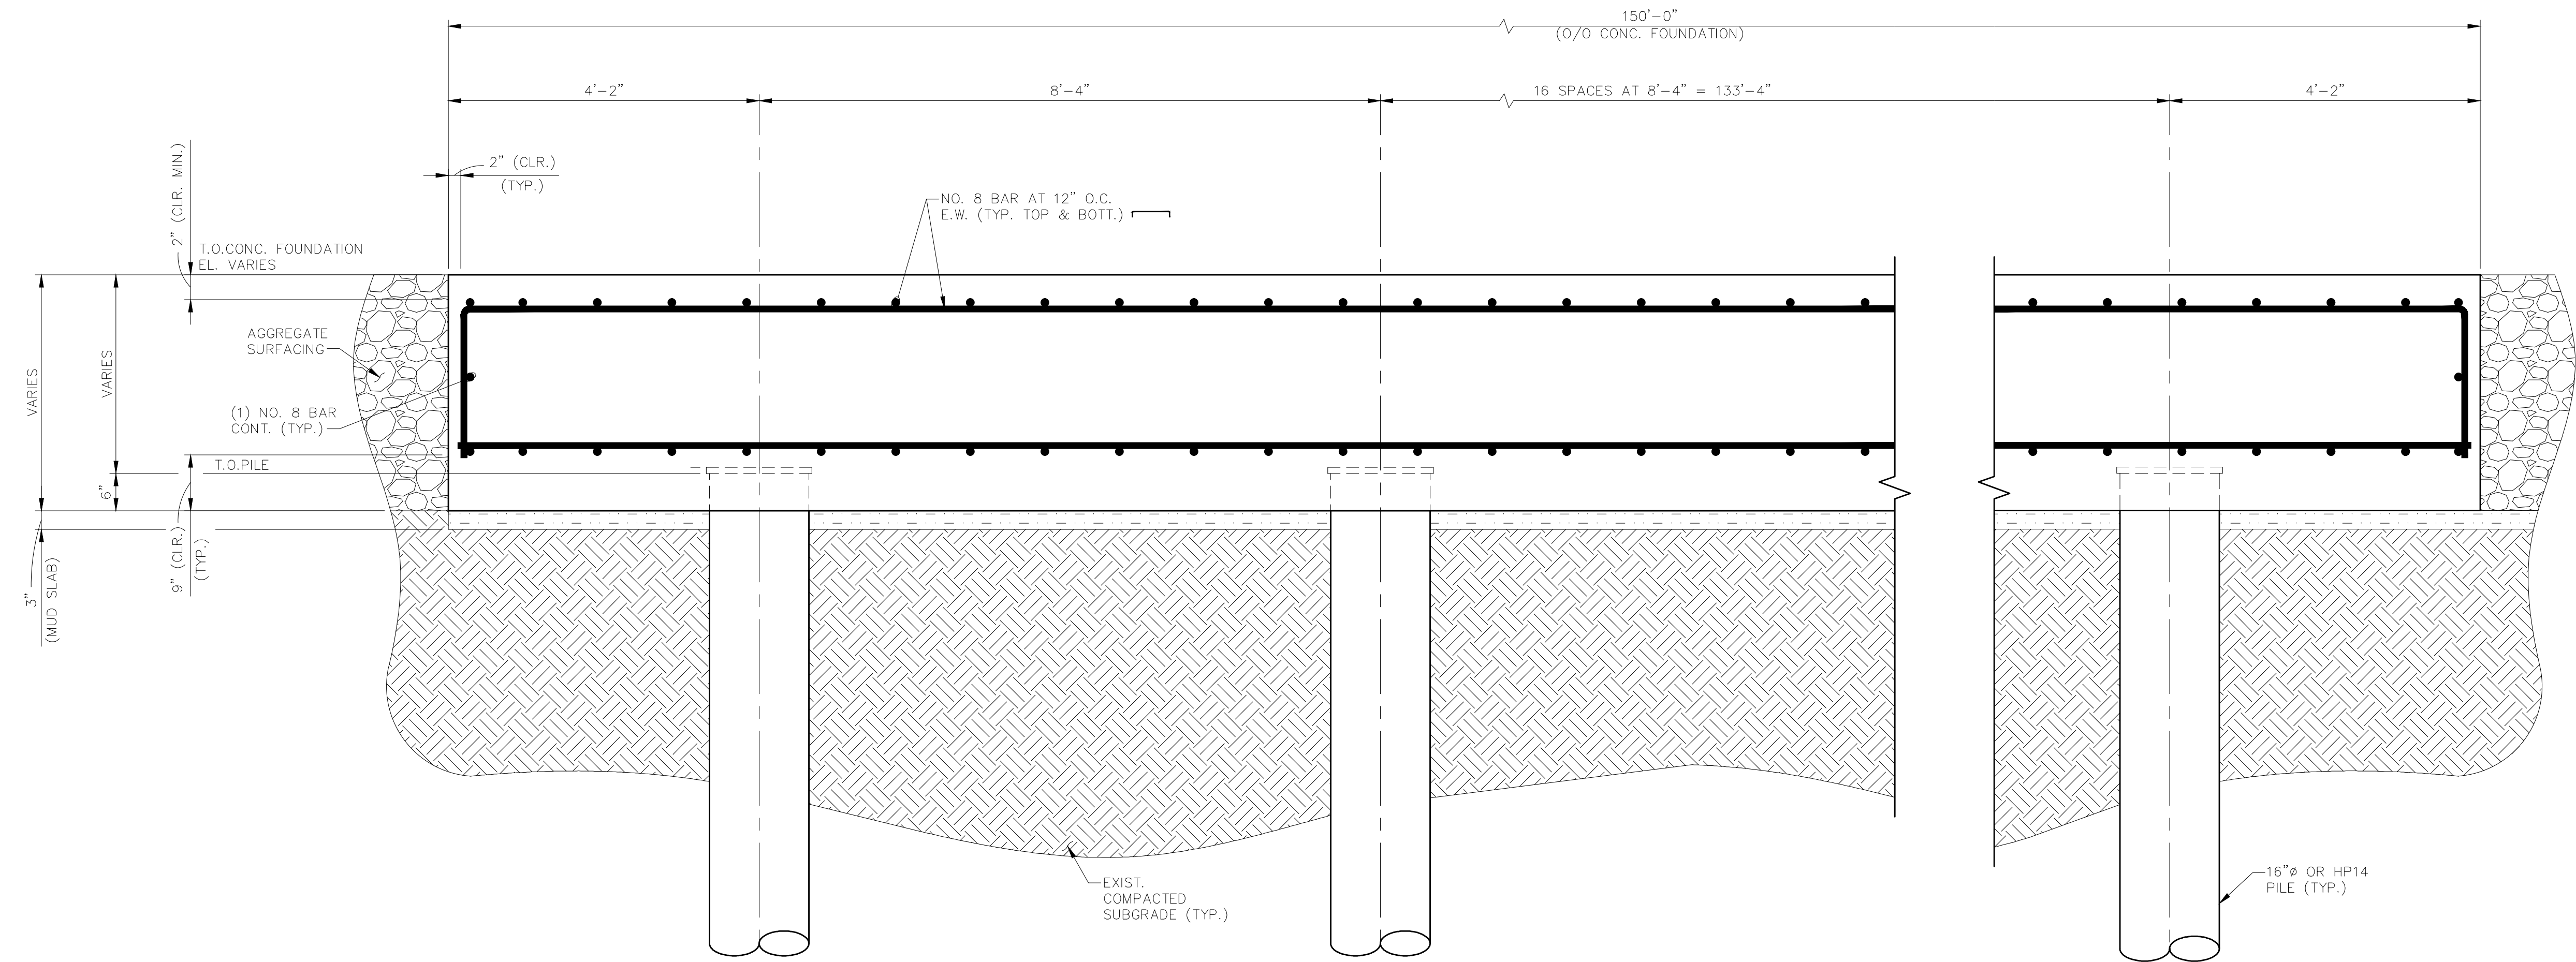 150'-0"
(O/O CONC. FOUNDATION)
4'-2"
8'-4"
16 SPACES AT 8'-4" = 133'-4"
4'-2"
2" (CLR. MIN.)
2" (CLR.)
(TYP.)
NO. 8 BAR AT 12" O.C.
E.W. (TYP. TOP & BOTT.)
T.O.CONC. FOUNDATION
EL. VARIES
AGGREGATE
SURFACING
VARIES
VARIES
(1) NO. 8 BAR
CONT. (TYP.)
T.O.PILE
6"
9" (CLR.)
(TYP.)
3"
(MUD SLAB)
EXIST.
COMPACTED
SUBGRADE (TYP.)
16"ø OR HP14
PILE (TYP.)